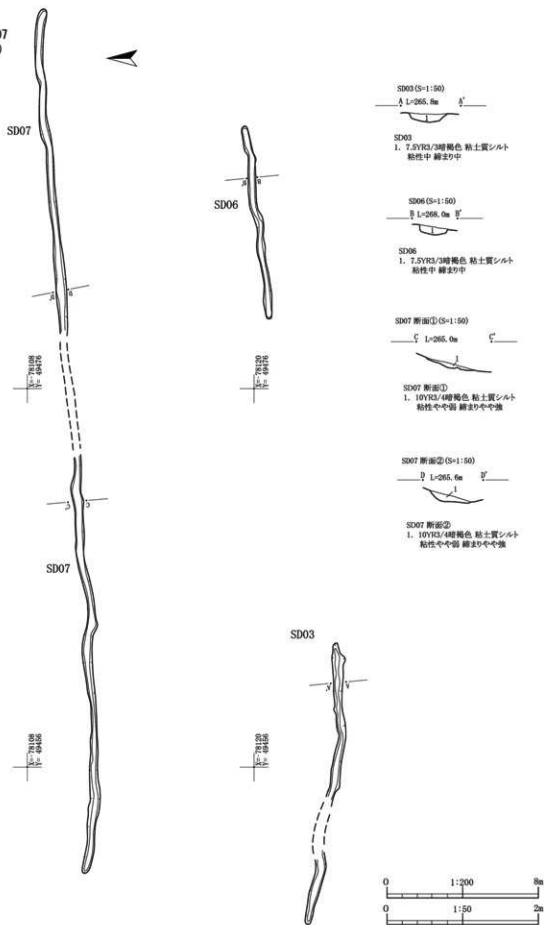 07
)
SD07
SD06
X=-78108
Y= 49476
X=-78120
Y= 49476
SD07
SD03
X=-78108
Y= 49456
X=-78120
Y= 49456
SD03(S=1:50)
A L=265.8m A'
1
SD03
1. 7.5YR3/3暗褐色 粘土質シルト
粘性中 締まり中
SD06(S=1:50)
B L=268.0m B'
1
SD06
1. 7.5YR3/3暗褐色 粘土質シルト
粘性中 締まり中
SD07 断面①(S=1:50)
C L=265.0m C'
1
SD07 断面①
1. 10YR3/4暗褐色 粘土質シルト
粘性やや弱 締まりやや強
SD07 断面②(S=1:50)
D L=265.6m D'
1
SD07 断面②
1. 10YR3/4暗褐色 粘土質シルト
粘性やや弱 締まりやや強
D' D
B' B
C' C
A' A
0 1:200 8m
0 1:50 2m